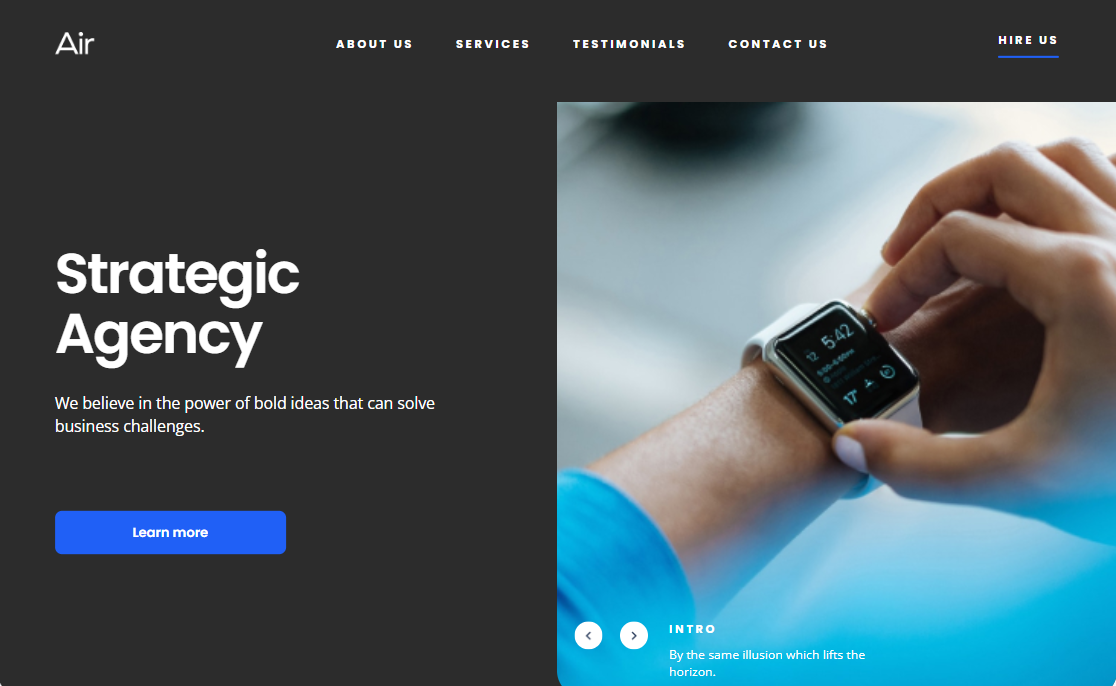 Air
ABOUT US
SERVICES
TESTIMONIALS
CONTACT US
HIRE US
Strategic
Agency
We believe in the power of bold ideas that can solve
business challenges.
Learn more
5:42
12
17°
INTRO
By the same illusion which lifts the
horizon.